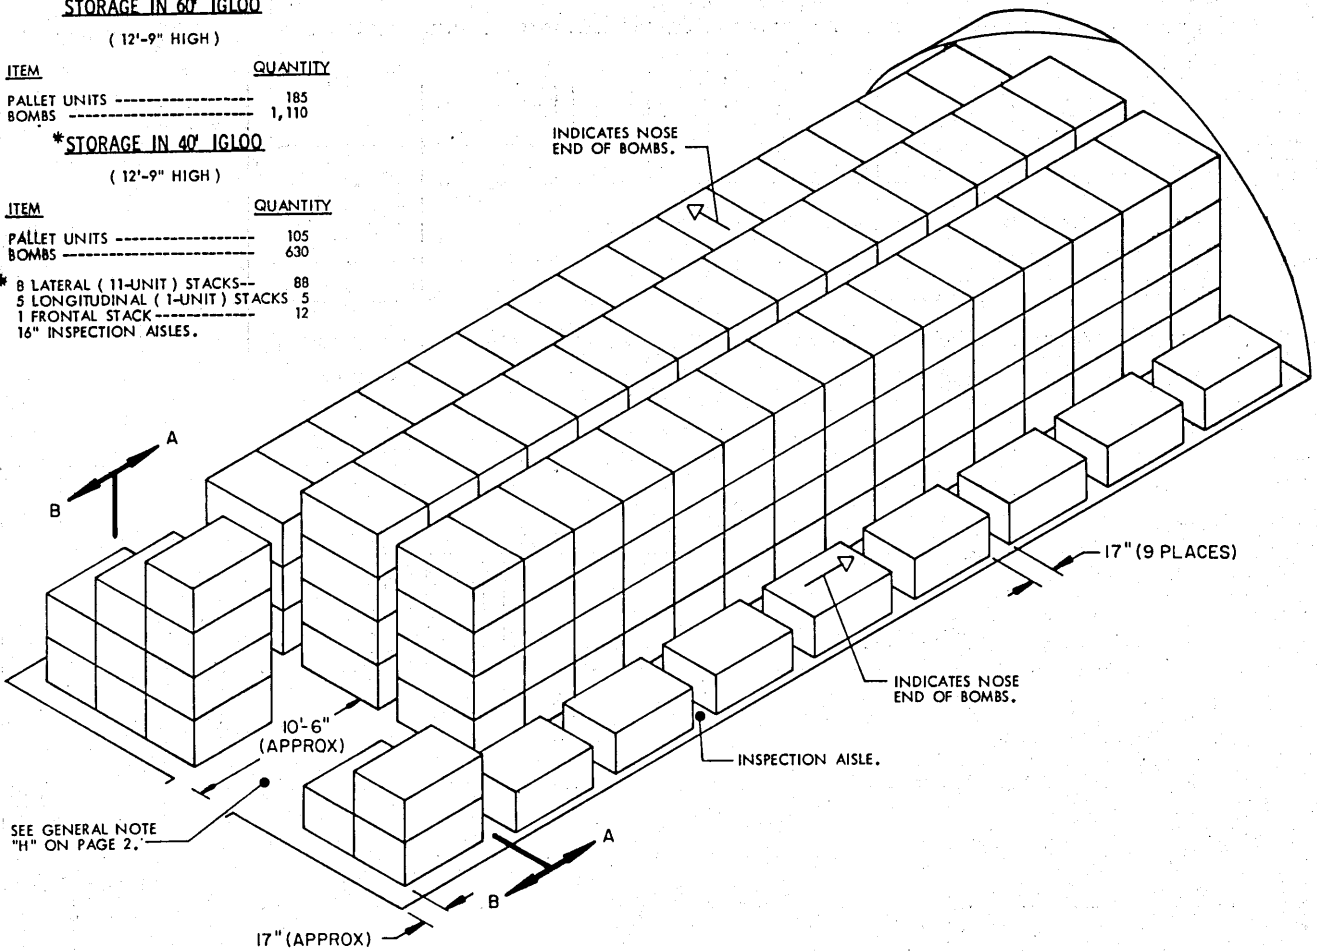 STORAGE IN 60' IGLOO
( 12'-9" HIGH )
ITEM QUANTITY
PALLET UNITS ------------------- 185
BOMBS ------------------------- 1,110
*STORAGE IN 40' IGLOO
( 12'-9" HIGH )
ITEM QUANTITY
PALLET UNITS ------------------- 105
BOMBS ------------------------- 630
* 8 LATERAL ( 11-UNIT ) STACKS-- 88
5 LONGITUDINAL ( 1-UNIT ) STACKS 5
1 FRONTAL STACK ------------- 12
16" INSPECTION AISLES.
INDICATES NOSE
END OF BOMBS.
A
B
17" (9 PLACES)
INDICATES NOSE
END OF BOMBS.
10'-6"
(APPROX)
INSPECTION AISLE.
SEE GENERAL NOTE
"H" ON PAGE 2.
A
B
17" (APPROX)